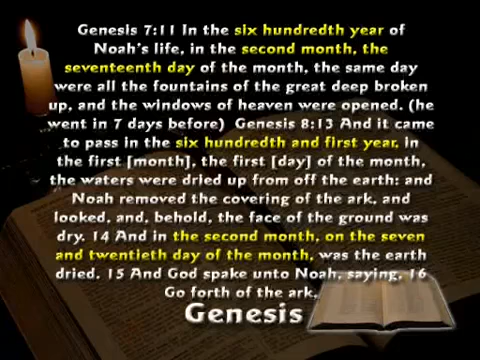 Genesis 7:11 In the six hundredth year of
Noah's life, in the second month, the
seventeenth day of the month, the same day
were all the fountains of the great deep broken
up, and the windows of heaven were opened. (he
went in 7 days before) Genesis 8:13 And it came
to pass in the six hundredth and first year, in
the first [month], the first [day] of the month,
the waters were dried up from off the earth: and
Noah removed the covering of the ark, and
looked, and, behold, the face of the ground was
dry. 14 And in the second month, on the seven
and twentieth day of the month, was the earth
dried. 15 And God spake unto Noah, saying, 16
Go forth of the ark,
Genesis